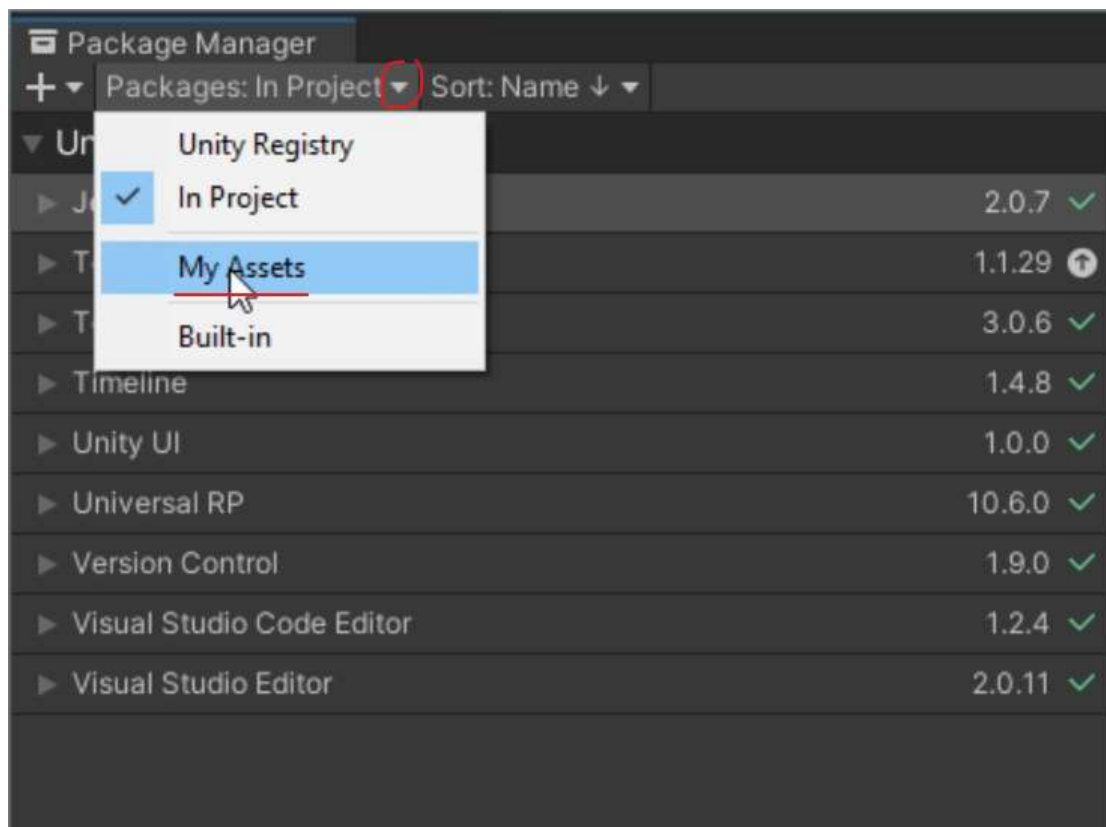 Package Manager
Packages: In Project Sort: Name ↓
Un
Unity Registry
In Project
2.0.7
My Assets
1.1.29
Built-in
3.0.6
Timeline 1.4.8
Unity UI 1.0.0
Universal RP 10.6.0
Version Control 1.9.0
Visual Studio Code Editor 1.2.4
Visual Studio Editor 2.0.11